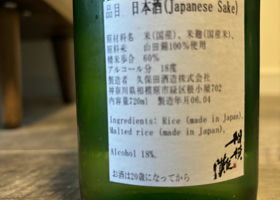 品目 日本酒(Japanese Sake)
原材料名 米(国産)、米麹(国産米)、
原料米 山田錦100%使用
精米歩合 60%
アルコール分 18度
製造者 久保田酒造株式会社
神奈川県相模原市緑区根小屋702
内容量720ml 製造年月06.04
Ingredients: Rice (made in Japan),
Malted rice (made in Japan).
Alcohol 18%.
相模灘
お酒は20歳になってから